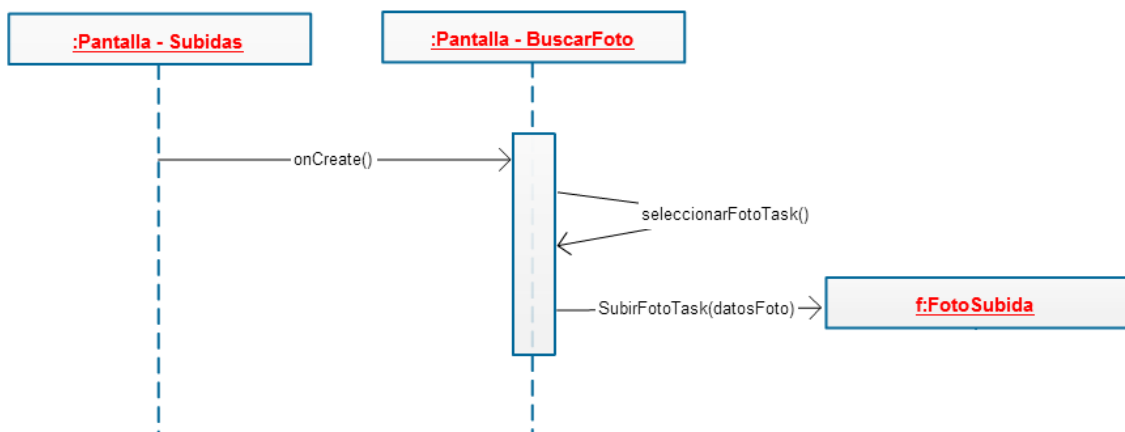 :Pantalla - Subidas
:Pantalla - BuscarFoto
onCreate()
seleccionarFotoTask()
SubirFotoTask(datosFoto)
f:FotoSubida